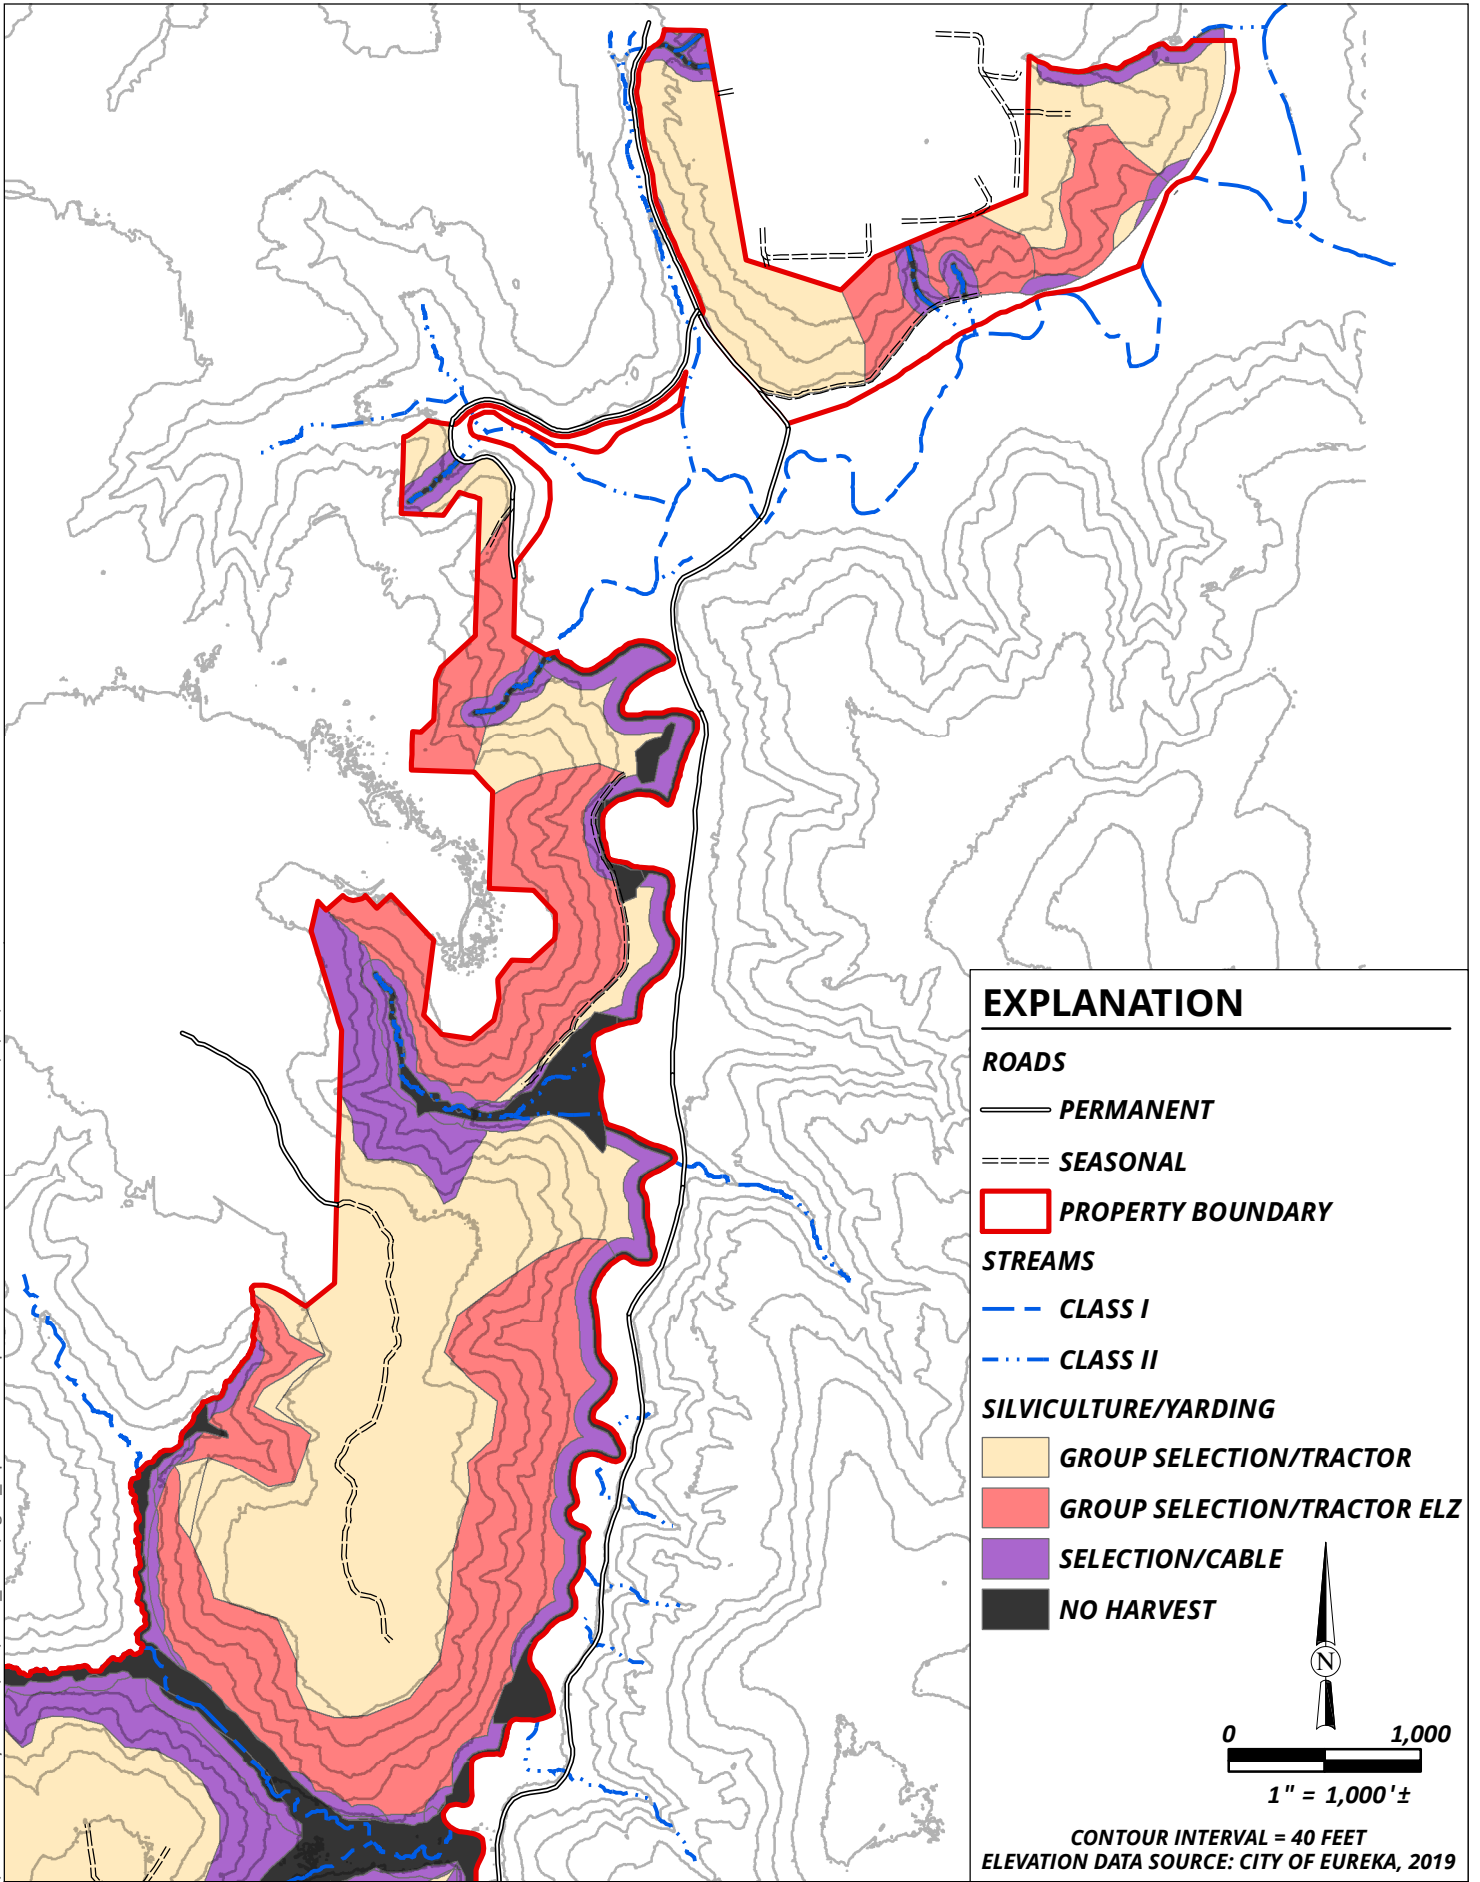 EXPLANATION
ROADS
PERMANENT
SEASONAL
PROPERTY BOUNDARY
STREAMS
CLASS I
CLASS II
SILVICULTURE/YARDING
GROUP SELECTION/TRACTOR
GROUP SELECTION/TRACTOR ELZ
SELECTION/CABLE
NO HARVEST
N
0 1,000
1" = 1,000'±
CONTOUR INTERVAL = 40 FEET
ELEVATION DATA SOURCE: CITY OF EUREKA, 2019